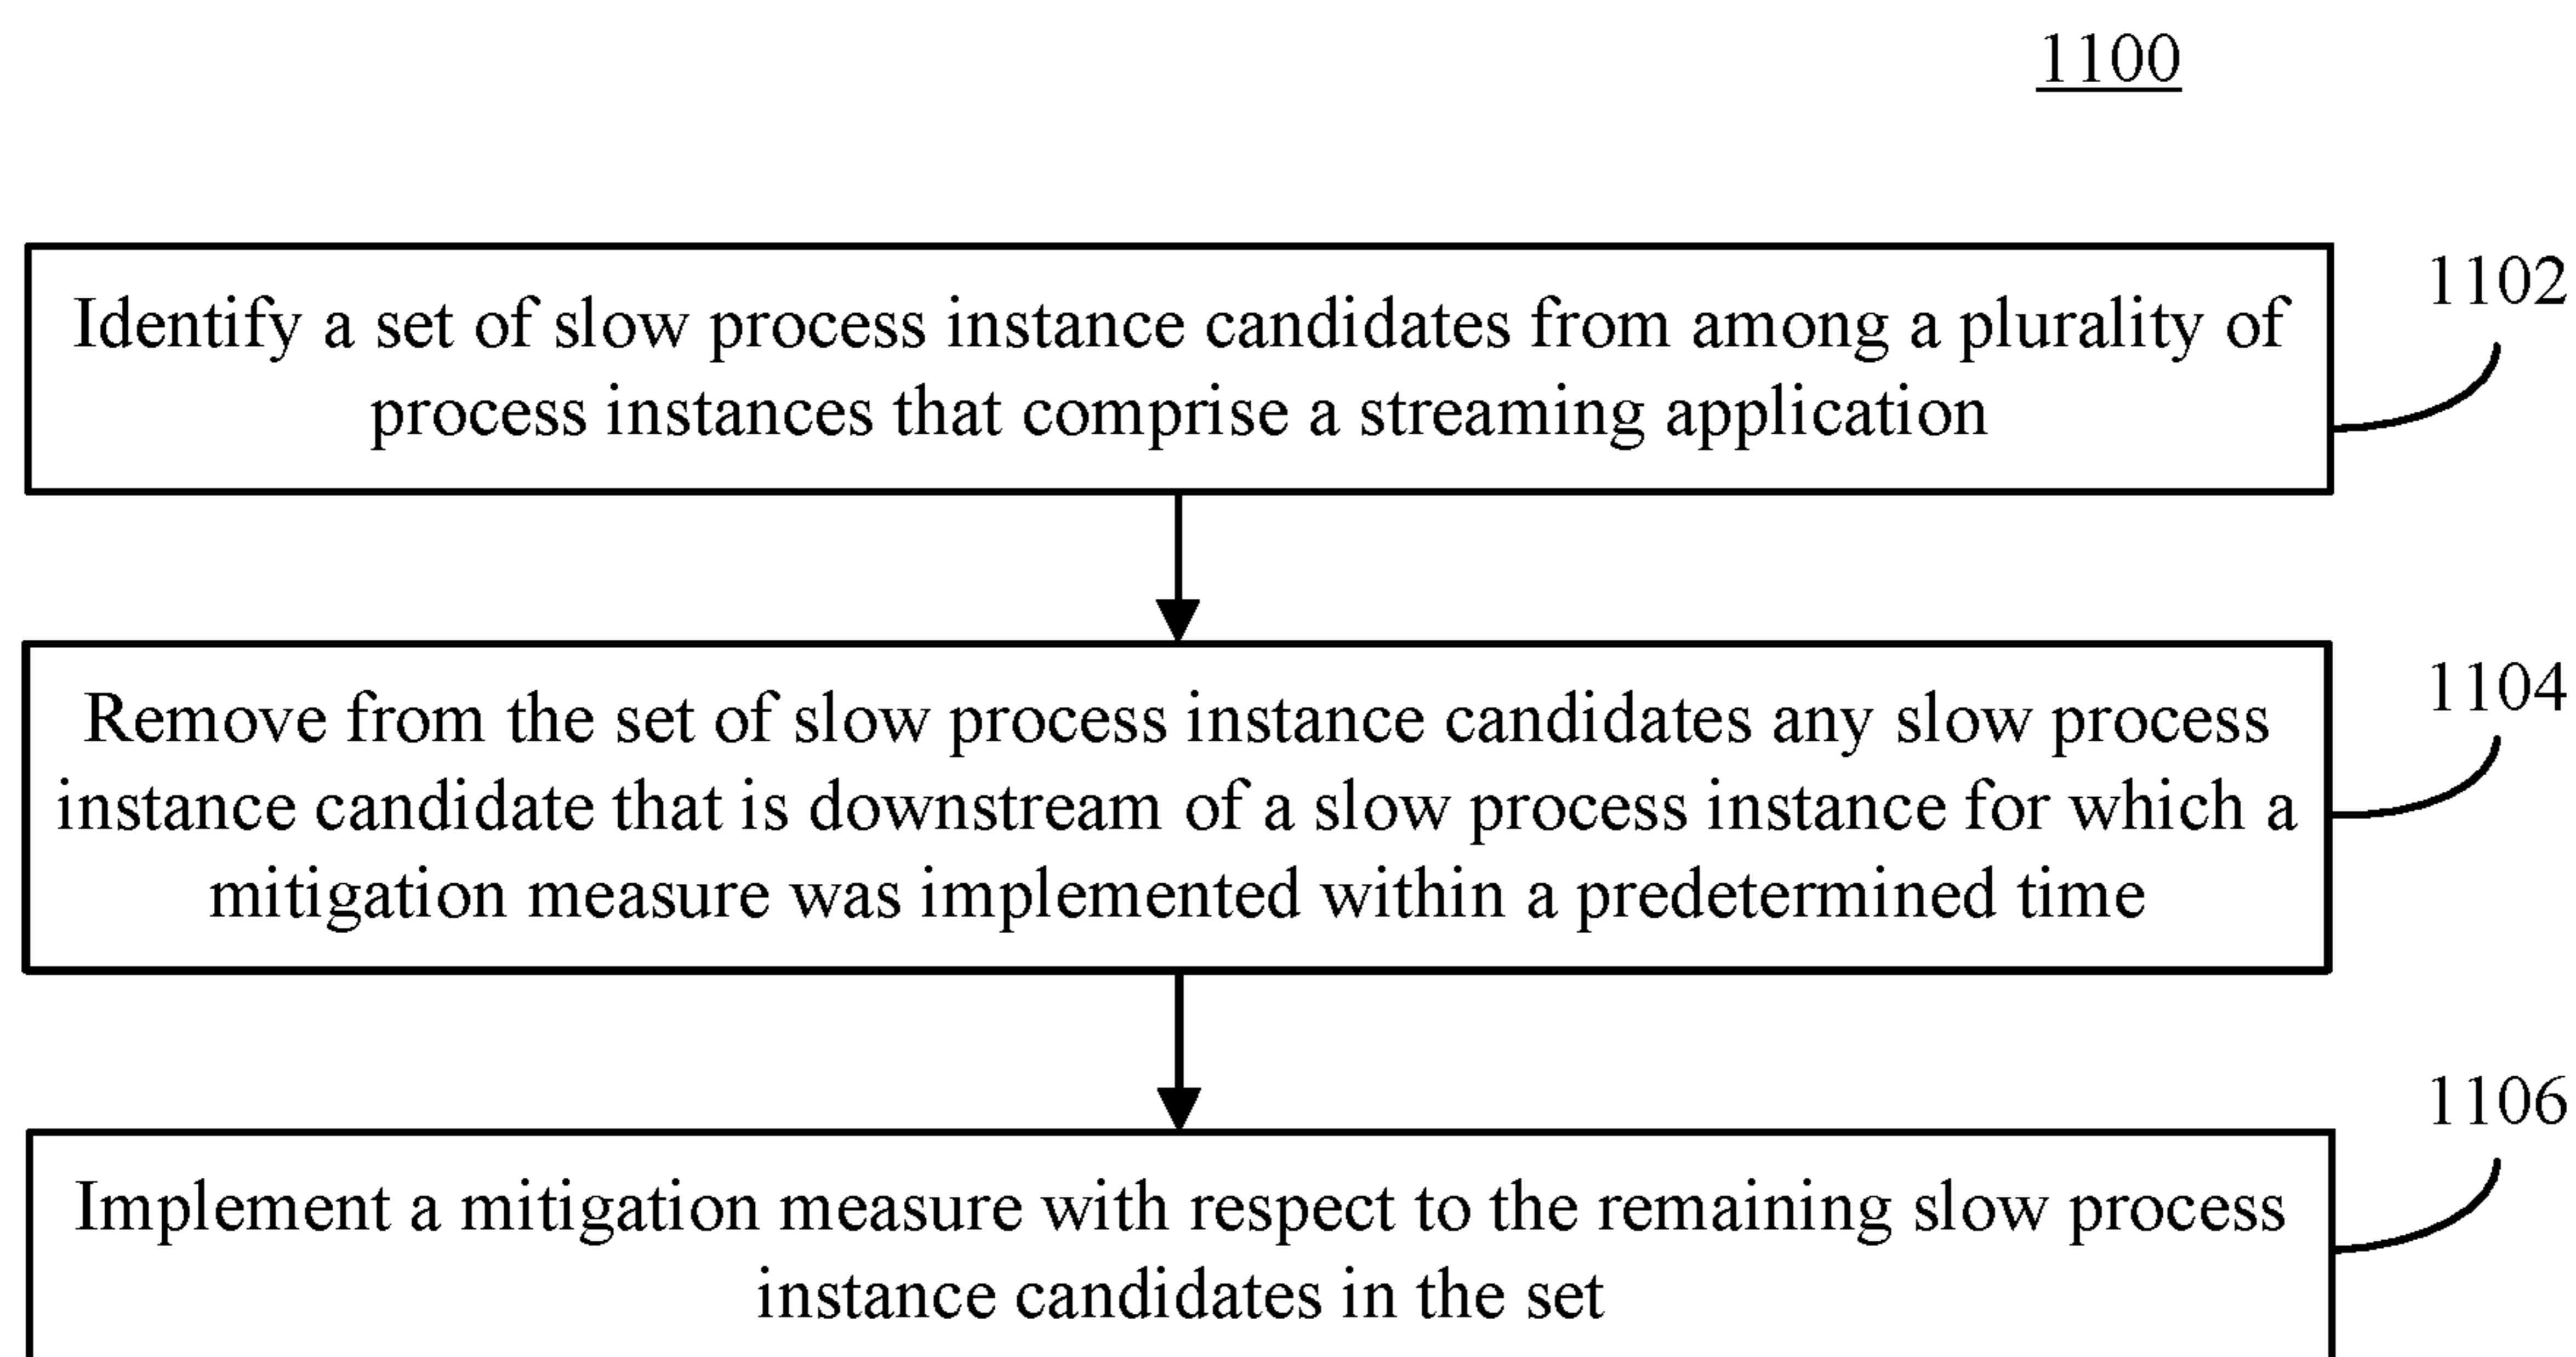 1100
Identify a set of slow process instance candidates from among a plurality of
process instances that comprise a streaming application
1102
Remove from the set of slow process instance candidates any slow process
instance candidate that is downstream of a slow process instance for which a
mitigation measure was implemented within a predetermined time
1104
Implement a mitigation measure with respect to the remaining slow process
instance candidates in the set
1106